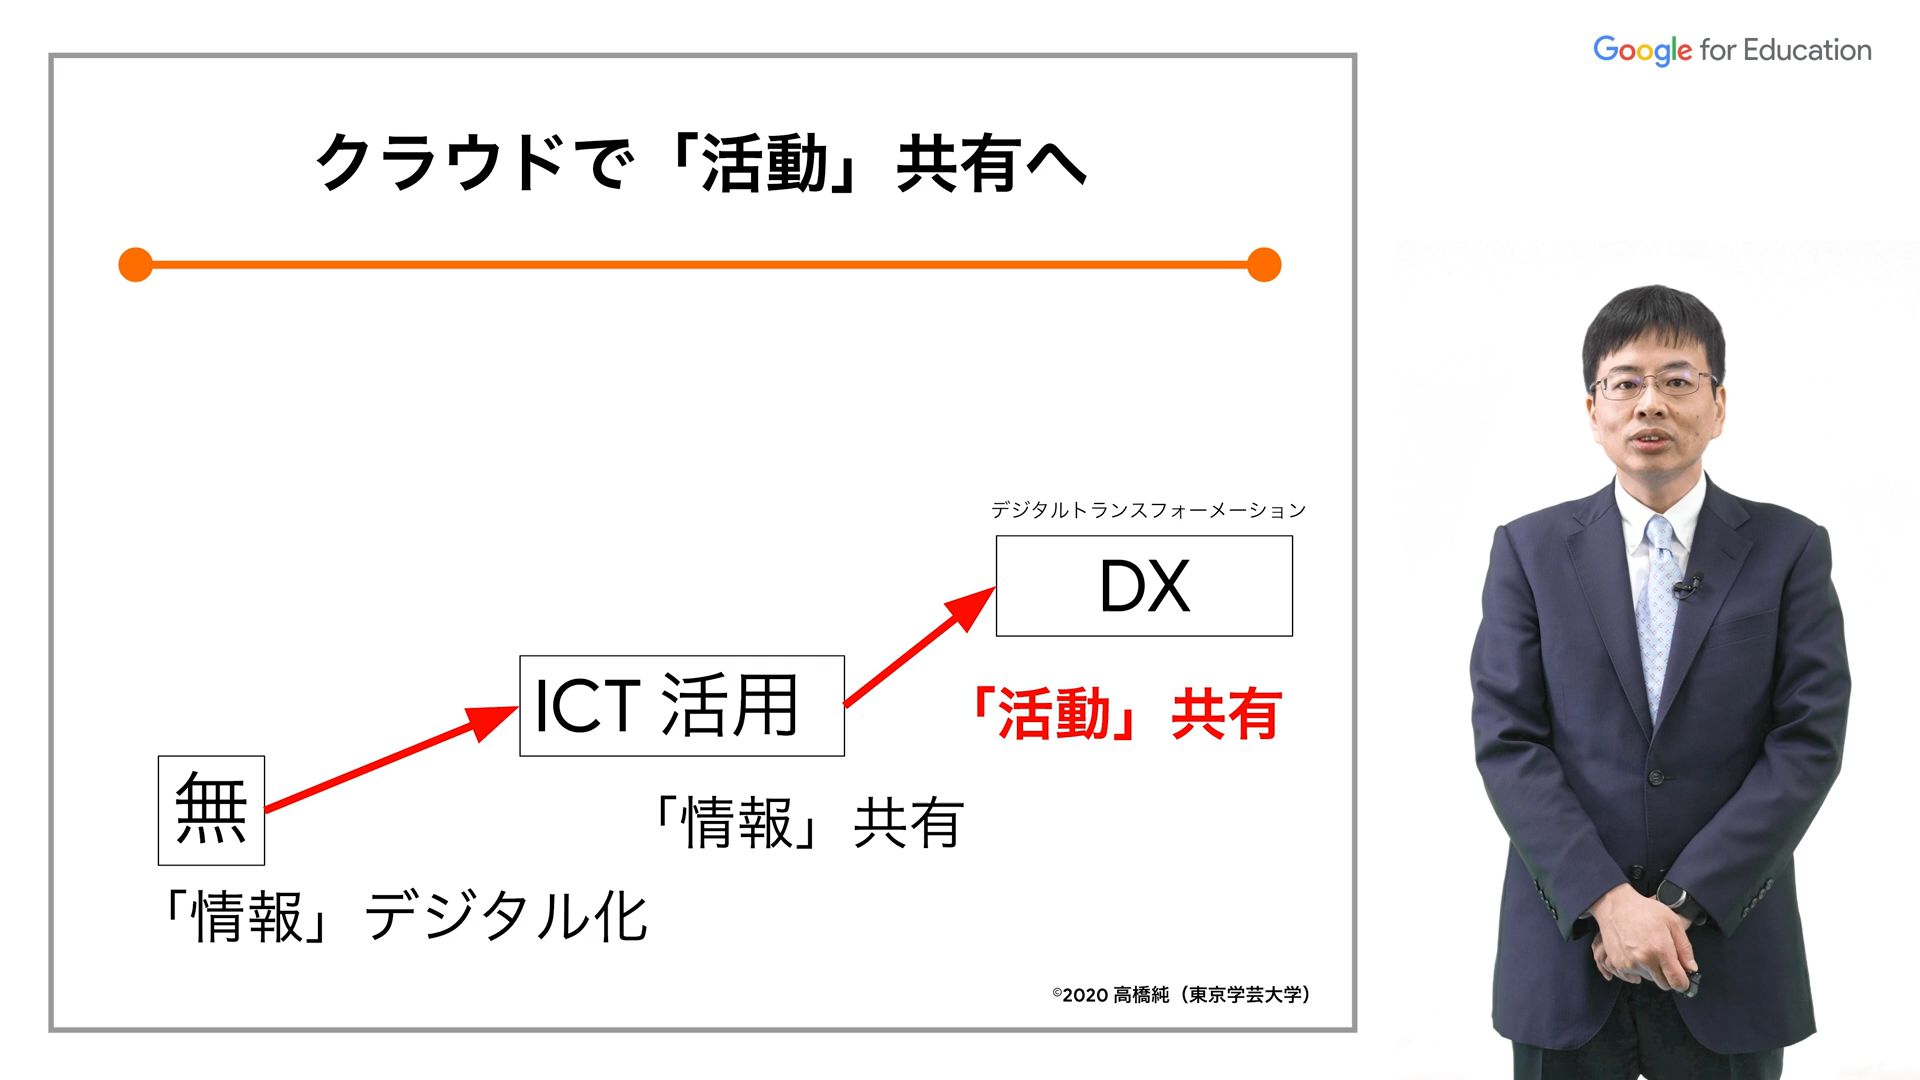 Google for Education
クラウドで「活動」共有へ
デジタルトランスフォーメーション
DX
「活動」共有
ICT 活用
「情報」共有
無
「情報」デジタル化
©2020 高橋純（東京学芸大学）